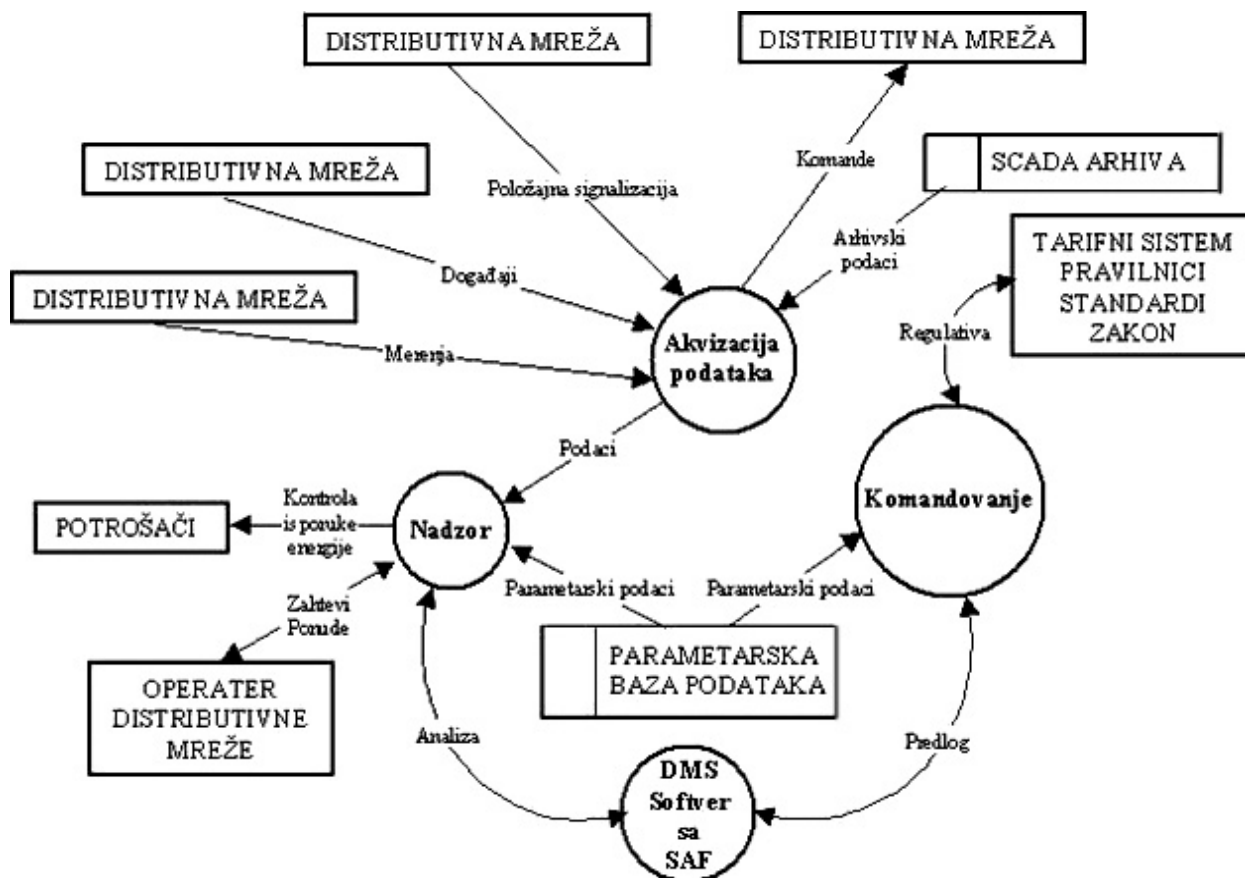 DISTRIBUTIVNA MREŽA
DISTRIBUTIVNA MREŽA
Komande
SCADA ARHIVA
DISTRIBUTIVNA MREŽA
Položajna signalizacija
Arhivski
podaci
TARIFNI SISTEM
PRAVILNICI
STANDARDI
ZAKON
Događaji
DISTRIBUTIVNA MREŽA
Regulativa
Merenja
Akvizacija
podataka
Podaci
Kontrola
isporuke
energije
POTROŠAČI
Nadzor
Komandovanje
Parametarski podaci
Parametarski podaci
Zahtevi
Ponude
PARAMETARSKA
BAZA PODATAKA
OPERATER
DISTRIBUTIVNE
MREŽE
Analiza
Predlog
DMS
Softver
sa
SAF